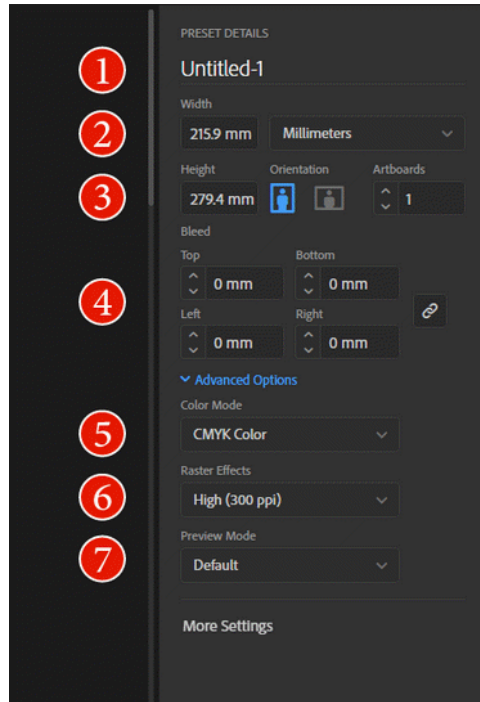 PRESET DETAILS
1 Untitled-1
Width
2 215.9 mm Millimeters
Height Orientation Artboards
3 279.4 mm 1
Bleed
Top Bottom
0 mm 0 mm
4
Left Right
0 mm 0 mm
Advanced Options
Color Mode
5 CMYK Color
Raster Effects
6 High (300 ppi)
Preview Mode
7 Default
More Settings